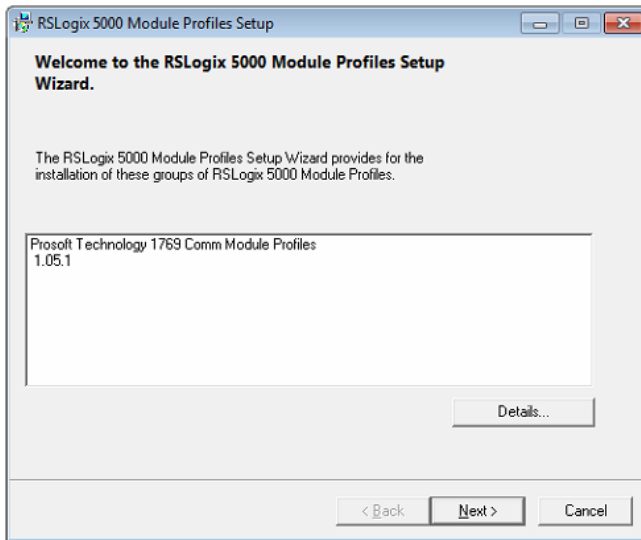 RSLogix 5000 Module Profiles Setup
Welcome to the RSLogix 5000 Module Profiles Setup
Wizard.
The RSLogix 5000 Module Profiles Setup Wizard provides for the
installation of these groups of RSLogix 5000 Module Profiles.
Prosoft Technology 1769 Comm Module Profiles
1.05.1
Details...
< Back
Next >
Cancel